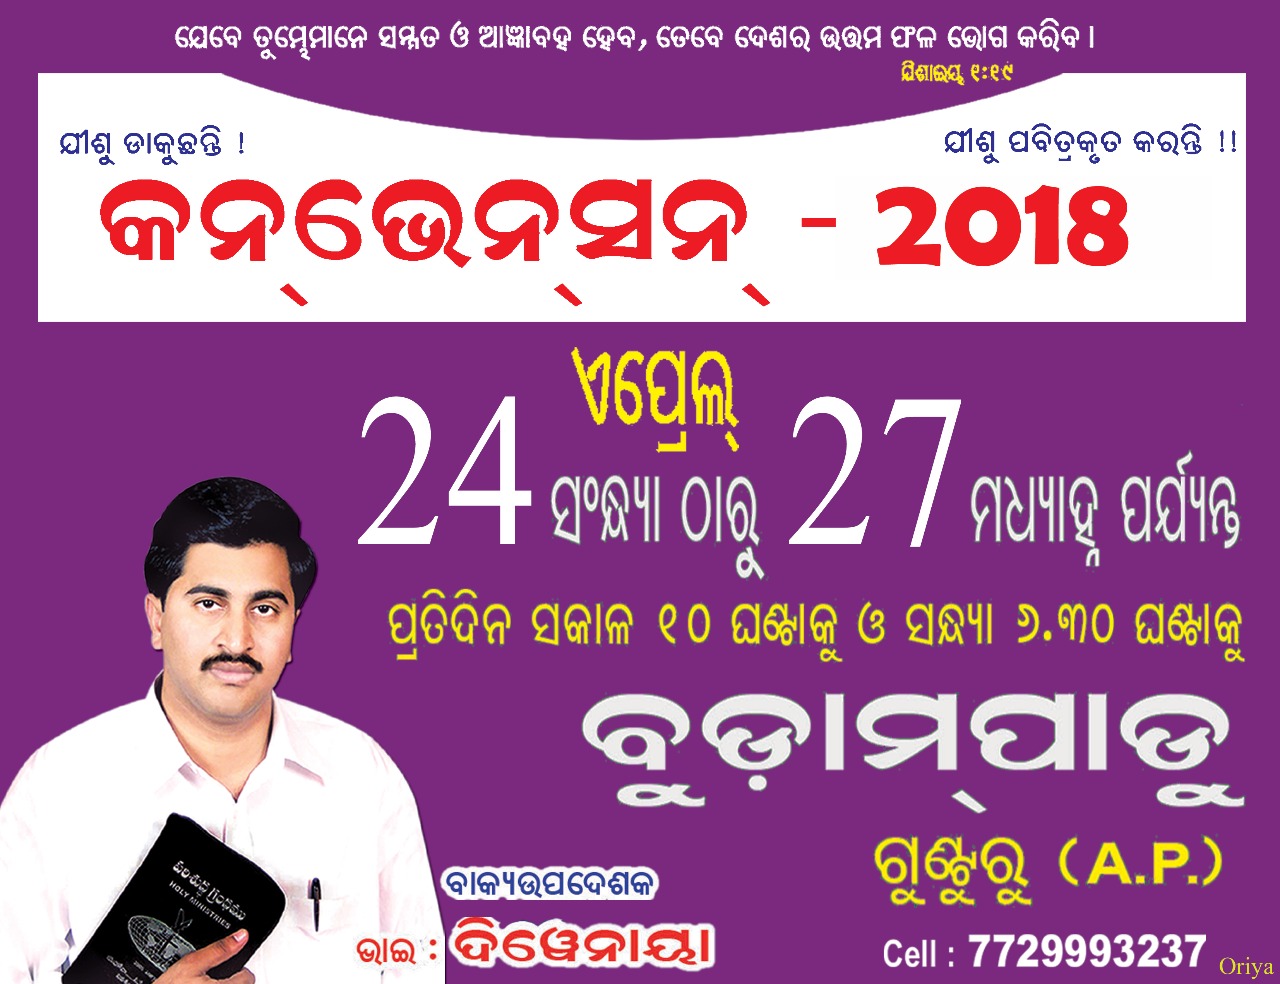 ଯେବେ ତୁମ୍ଭେମାନେ ସମ୍ମତ ଓ ଆଜ୍ଞାବହ ହେବ, ତେବେ ଦେଶର ଉତ୍ତମ ଫଳ ଭୋଗ କରିବ।
ଯିଶାଇୟ ୧:୧୯
ଯୀଶୁ ଡାକୁଛନ୍ତି !
ଯୀଶୁ ପବିତ୍ରକୃତ କରନ୍ତି !!
କନ୍‌ଭେନ୍‌ସନ୍ - 2018
ଏପ୍ରେଲ୍
24 ସଂନ୍ଧ୍ୟା ଠାରୁ 27 ମଧ୍ୟାହ୍ନ ପର୍ଯ୍ୟନ୍ତ
ପ୍ରତିଦିନ ସକାଳ ୧୦ ଘଣ୍ଟାକୁ ଓ ସନ୍ଧ୍ୟା ୬.୩୦ ଘଣ୍ଟାକୁ
ବୁଡ଼ାମ୍‌ପାଡୁ
ଗୁଣ୍ଟୁରୁ (A.P.)
ବାକ୍ୟଉପଦେଶକ
ଭାଇ : ଦିୱେନାୟା
Cell : 7729993237
HOLY MINISTRIES
Oriya